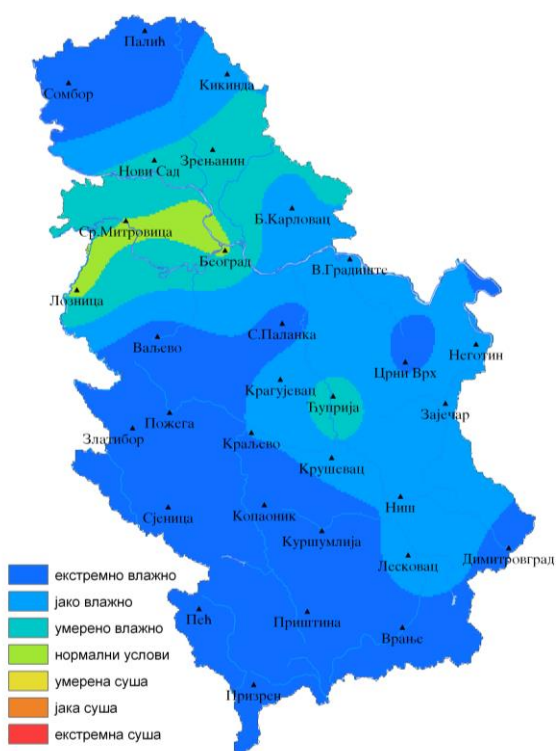 Палић
Сомбор
Кикинда
Нови Сад
Зрењанин
Б.Карловац
Ср.Митровица
Београд
В.Градиште
Лозница
С.Паланка
Ваљево
Црни Врх
Неготин
Крагујевац
Ћуприја
Зајечар
Пожега
Златибор
Краљево
Крушевац
Сјеница
Копаоник
Ниш
Куршумлија
Лесковац
Димитровград
Пећ
Приштина
Врање
Призрен
екстремно влажно
јако влажно
умерено влажно
нормални услови
умерена суша
јака суша
екстремна суша